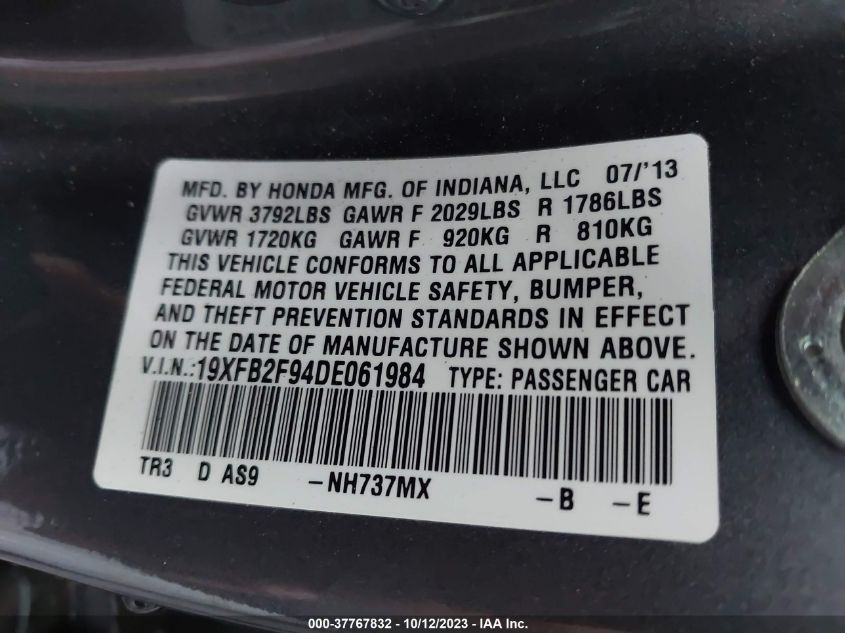 MFD. BY HONDA MFG. OF INDIANA, LLC 07/'13
GVWR 3792LBS GAWR F 2029LBS R 1786LBS
GVWR 1720KG GAWR F 920KG R 810KG
THIS VEHICLE CONFORMS TO ALL APPLICABLE
FEDERAL MOTOR VEHICLE SAFETY, BUMPER,
AND THEFT PREVENTION STANDARDS IN EFFECT
ON THE DATE OF MANUFACTURE SHOWN ABOVE.
V.I.N.:19XFB2F94DE061984 TYPE: PASSENGER CAR
TR3 D AS9 –NH737MX –B –E
000-37767832 - 10/12/2023 - IAA Inc.